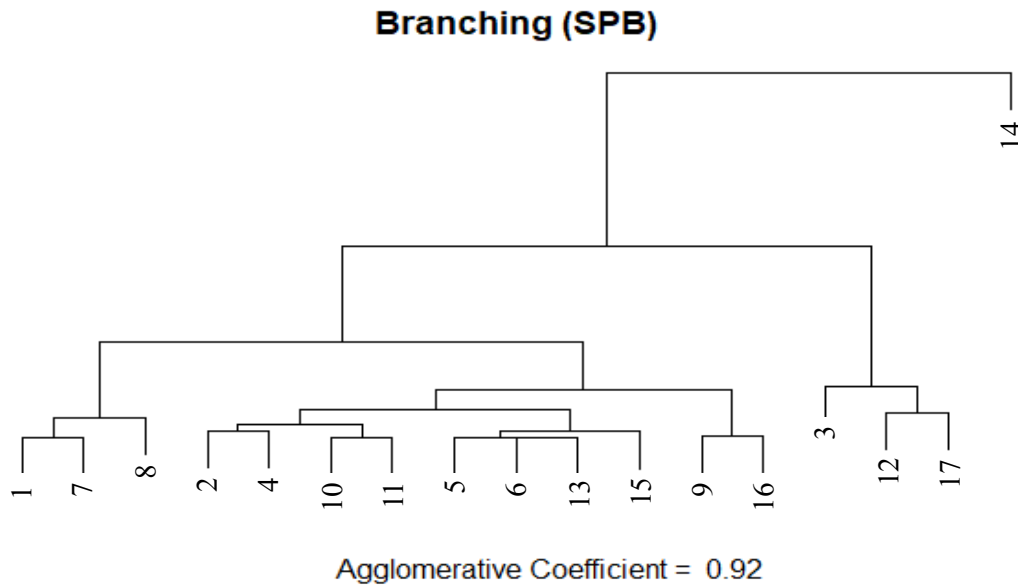 Branching (SPB)
14
3
8 12 17
1 7 2 4 10 11 5 6 13 15 9 16
Agglomerative Coefficient = 0.92